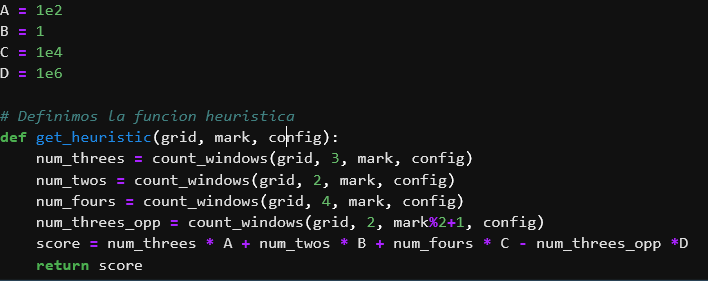 A = 1e2
B = 1
C = 1e4
D = 1e6
# Definimos la funcion heuristica
def get_heuristic(grid, mark, config):
    num_threes = count_windows(grid, 3, mark, config)
    num_twos = count_windows(grid, 2, mark, config)
    num_fours = count_windows(grid, 4, mark, config)
    num_threes_opp = count_windows(grid, 2, mark%2+1, config)
    score = num_threes * A + num_twos * B + num_fours * C - num_threes_opp *D
    return score